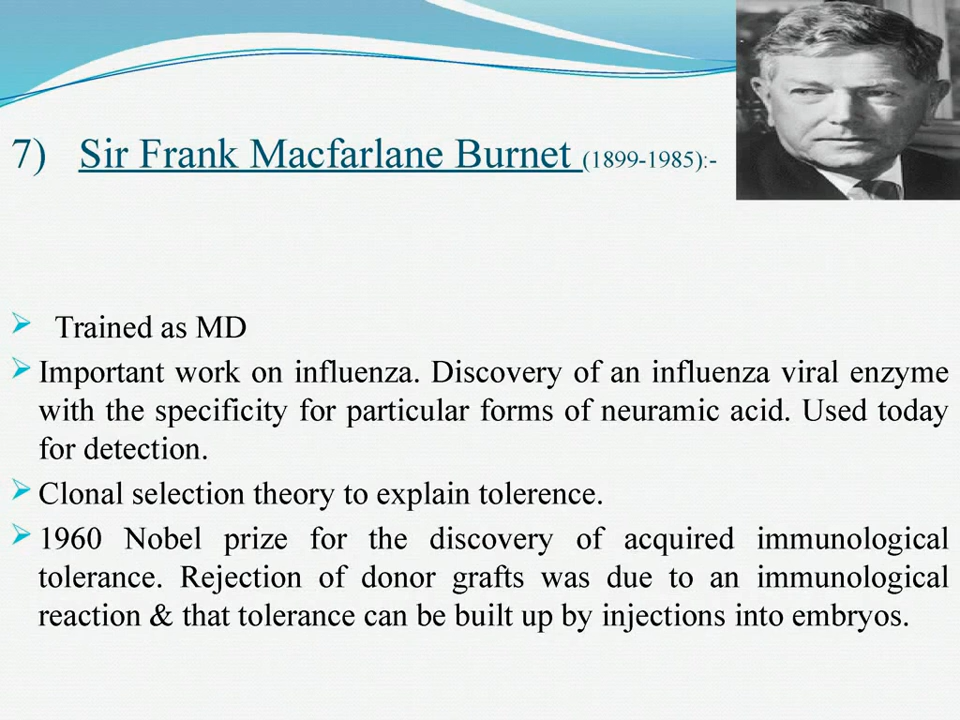 7) Sir Frank Macfarlane Burnet (1899-1985):-
Trained as MD
Important work on influenza. Discovery of an influenza viral enzyme
with the specificity for particular forms of neuramic acid. Used today
for detection.
Clonal selection theory to explain tolerence.
1960 Nobel prize for the discovery of acquired immunological
tolerance. Rejection of donor grafts was due to an immunological
reaction & that tolerance can be built up by injections into embryos.